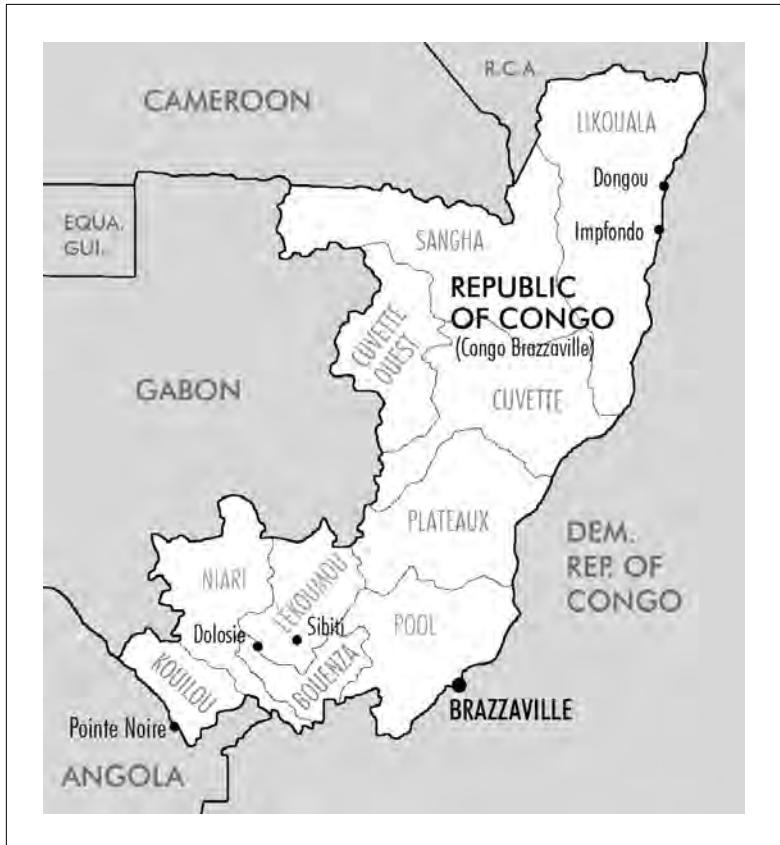 R.C.A.
CAMEROON
LIKOUALA
Dongou
EQUA.
GUI.
SANGHA
Impfondo
REPUBLIC
OF CONGO
(Congo Brazzaville)
CUVETTE
OUEST
GABON
CUVETTE
PLATEAUX
DEM.
REP. OF
CONGO
NIARI
LÉKOUMOU
Dolosie
Sibiti
POOL
KOUILOU
BOUENZA
BRAZZAVILLE
Pointe Noire
ANGOLA